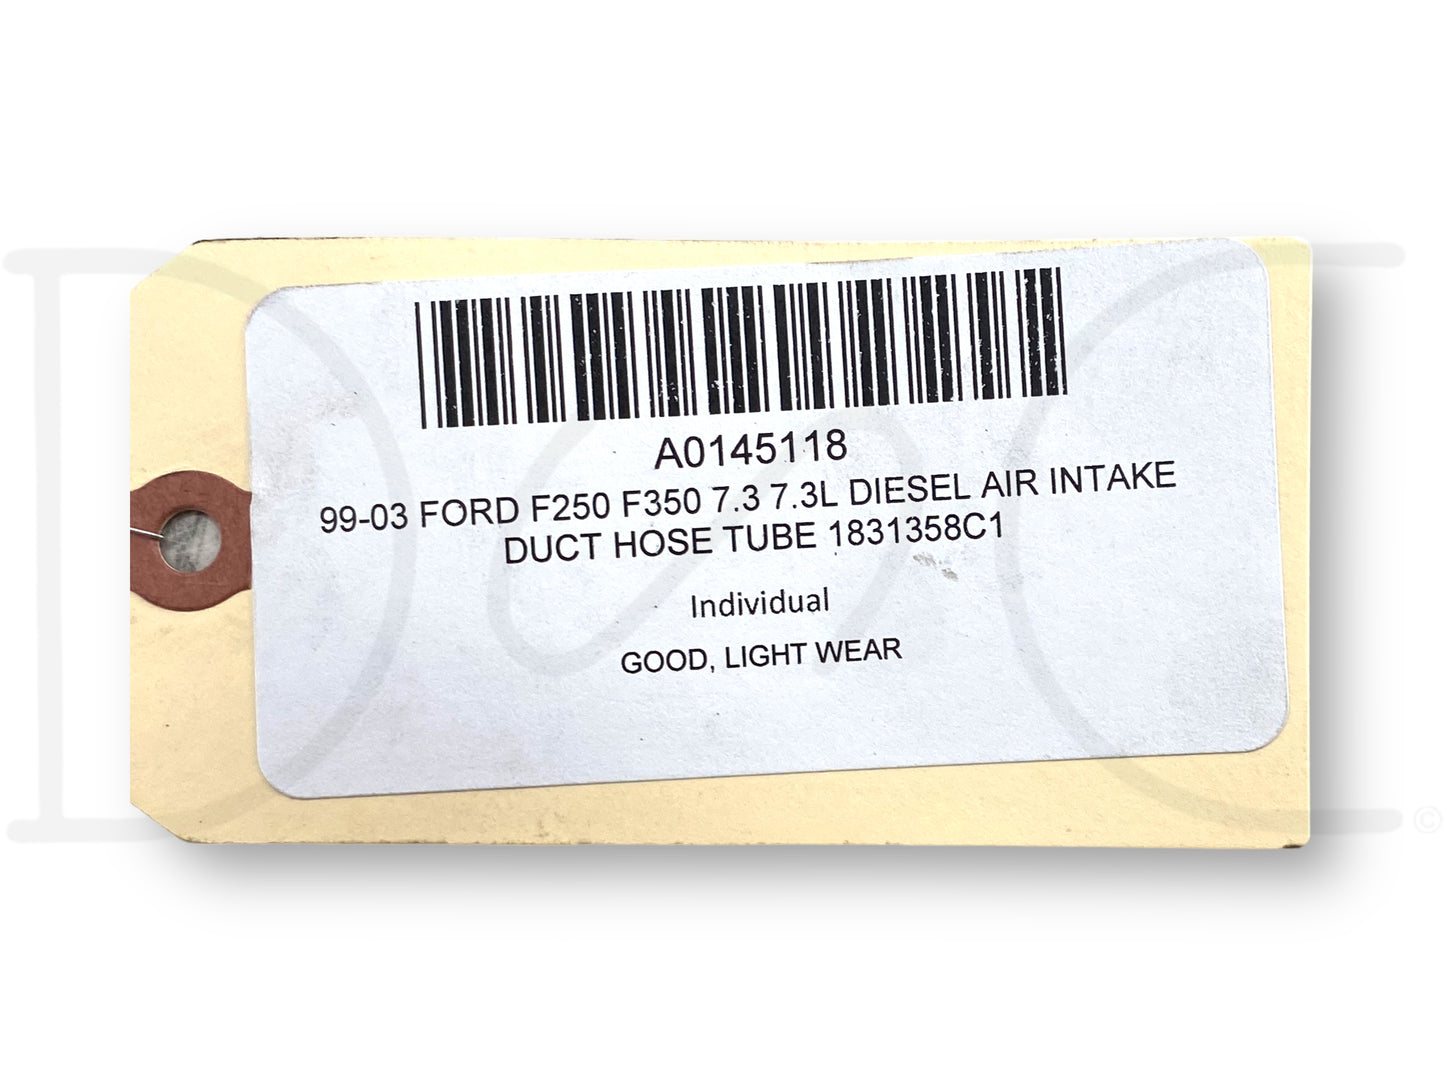 A0145118
99-03 FORD F250 F350 7.3 7.3L DIESEL AIR INTAKE
DUCT HOSE TUBE 1831358C1
Individual
GOOD, LIGHT WEAR
D C ©